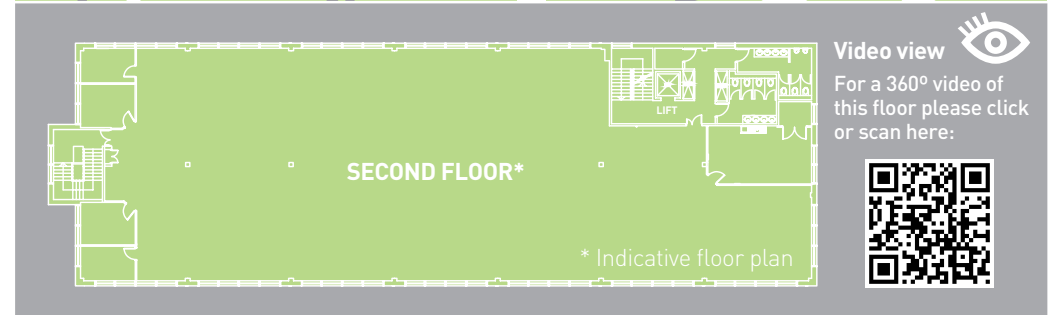 Video view
For a 360º video of
this floor please click
or scan here:
LIFT
SECOND FLOOR*
* Indicative floor plan